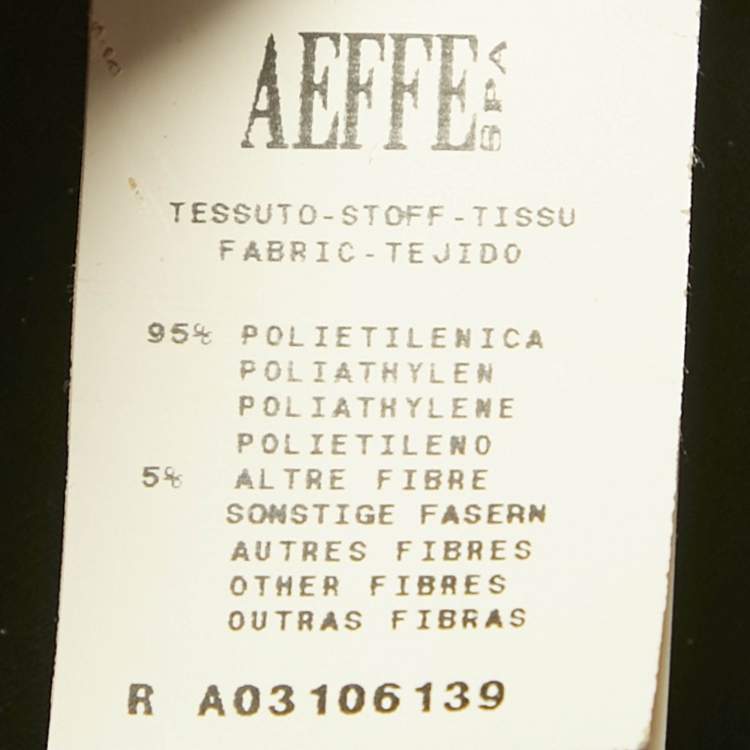 AEFFE SPA
TESSUTO-STOFF-TISSU
FABRIC-TEJIDO
95% POLIETILENICA
POLIATHYLEN
POLIATHYLENE
POLIETILENO
5% ALTRE FIBRE
SONSTIGE FASERN
AUTRES FIBRES
OTHER FIBRES
OUTRAS FIBRAS
R A03106139